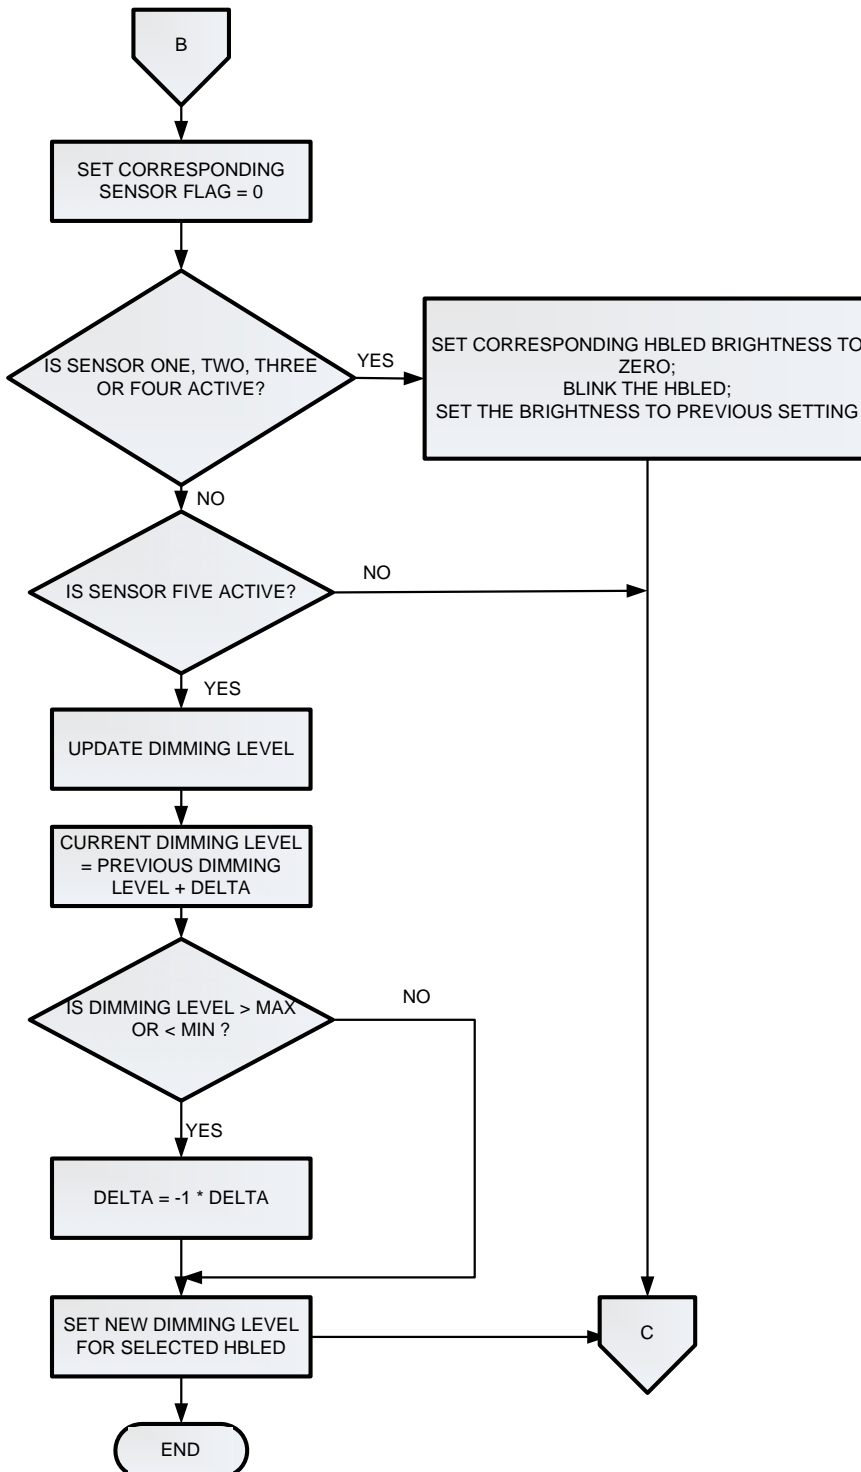 B
SET CORRESPONDING
SENSOR FLAG = 0
IS SENSOR ONE, TWO, THREE
OR FOUR ACTIVE?
YES
SET CORRESPONDING HBLED BRIGHTNESS TO
ZERO;
BLINK THE HBLED;
SET THE BRIGHTNESS TO PREVIOUS SETTING
NO
IS SENSOR FIVE ACTIVE?
NO
YES
UPDATE DIMMING LEVEL
CURRENT DIMMING LEVEL
= PREVIOUS DIMMING
LEVEL + DELTA
IS DIMMING LEVEL > MAX
OR < MIN ?
NO
YES
DELTA = -1 * DELTA
SET NEW DIMMING LEVEL
FOR SELECTED HBLED
C
END